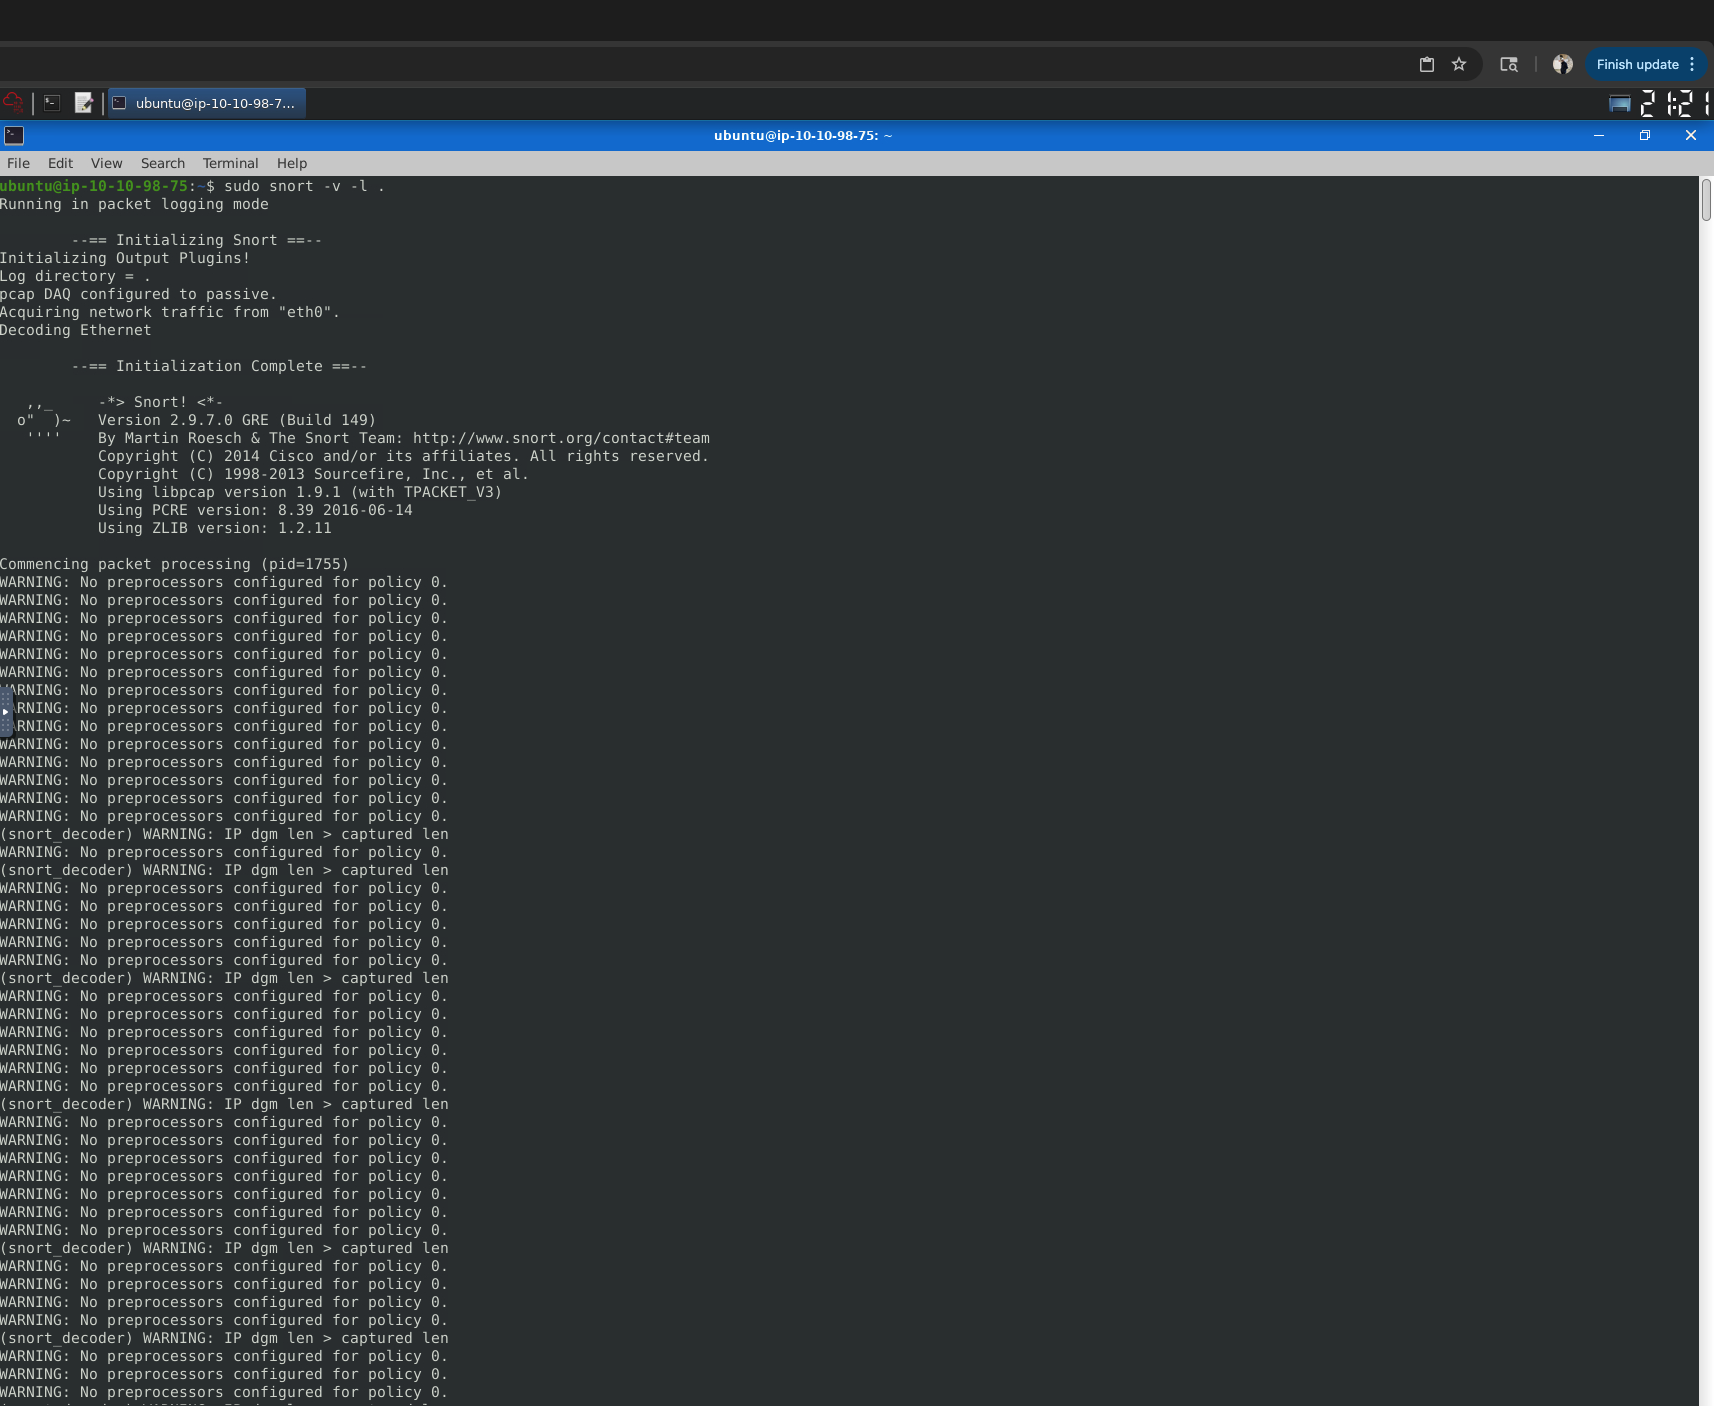 Finish update
ubuntu@ip-10-10-98-7...
21:21
ubuntu@ip-10-10-98-75: ~
File Edit View Search Terminal Help
ubuntu@ip-10-10-98-75:~$ sudo snort -v -l .
Running in packet logging mode
--== Initializing Snort ==--
Initializing Output Plugins!
Log directory = .
pcap DAQ configured to passive.
Acquiring network traffic from "eth0".
Decoding Ethernet
--== Initialization Complete ==--
,,_ -*> Snort! <*-
o" )~ Version 2.9.7.0 GRE (Build 149)
'''' By Martin Roesch & The Snort Team: http://www.snort.org/contact#team
Copyright (C) 2014 Cisco and/or its affiliates. All rights reserved.
Copyright (C) 1998-2013 Sourcefire, Inc., et al.
Using libpcap version 1.9.1 (with TPACKET_V3)
Using PCRE version: 8.39 2016-06-14
Using ZLIB version: 1.2.11
Commencing packet processing (pid=1755)
WARNING: No preprocessors configured for policy 0.
WARNING: No preprocessors configured for policy 0.
WARNING: No preprocessors configured for policy 0.
WARNING: No preprocessors configured for policy 0.
WARNING: No preprocessors configured for policy 0.
WARNING: No preprocessors configured for policy 0.
WARNING: No preprocessors configured for policy 0.
WARNING: No preprocessors configured for policy 0.
WARNING: No preprocessors configured for policy 0.
WARNING: No preprocessors configured for policy 0.
WARNING: No preprocessors configured for policy 0.
WARNING: No preprocessors configured for policy 0.
WARNING: No preprocessors configured for policy 0.
WARNING: No preprocessors configured for policy 0.
(snort_decoder) WARNING: IP dgm len > captured len
WARNING: No preprocessors configured for policy 0.
(snort_decoder) WARNING: IP dgm len > captured len
WARNING: No preprocessors configured for policy 0.
WARNING: No preprocessors configured for policy 0.
WARNING: No preprocessors configured for policy 0.
WARNING: No preprocessors configured for policy 0.
WARNING: No preprocessors configured for policy 0.
(snort_decoder) WARNING: IP dgm len > captured len
WARNING: No preprocessors configured for policy 0.
WARNING: No preprocessors configured for policy 0.
WARNING: No preprocessors configured for policy 0.
WARNING: No preprocessors configured for policy 0.
WARNING: No preprocessors configured for policy 0.
WARNING: No preprocessors configured for policy 0.
(snort_decoder) WARNING: IP dgm len > captured len
WARNING: No preprocessors configured for policy 0.
WARNING: No preprocessors configured for policy 0.
WARNING: No preprocessors configured for policy 0.
WARNING: No preprocessors configured for policy 0.
WARNING: No preprocessors configured for policy 0.
WARNING: No preprocessors configured for policy 0.
WARNING: No preprocessors configured for policy 0.
(snort_decoder) WARNING: IP dgm len > captured len
WARNING: No preprocessors configured for policy 0.
WARNING: No preprocessors configured for policy 0.
WARNING: No preprocessors configured for policy 0.
WARNING: No preprocessors configured for policy 0.
(snort_decoder) WARNING: IP dgm len > captured len
WARNING: No preprocessors configured for policy 0.
WARNING: No preprocessors configured for policy 0.
WARNING: No preprocessors configured for policy 0.